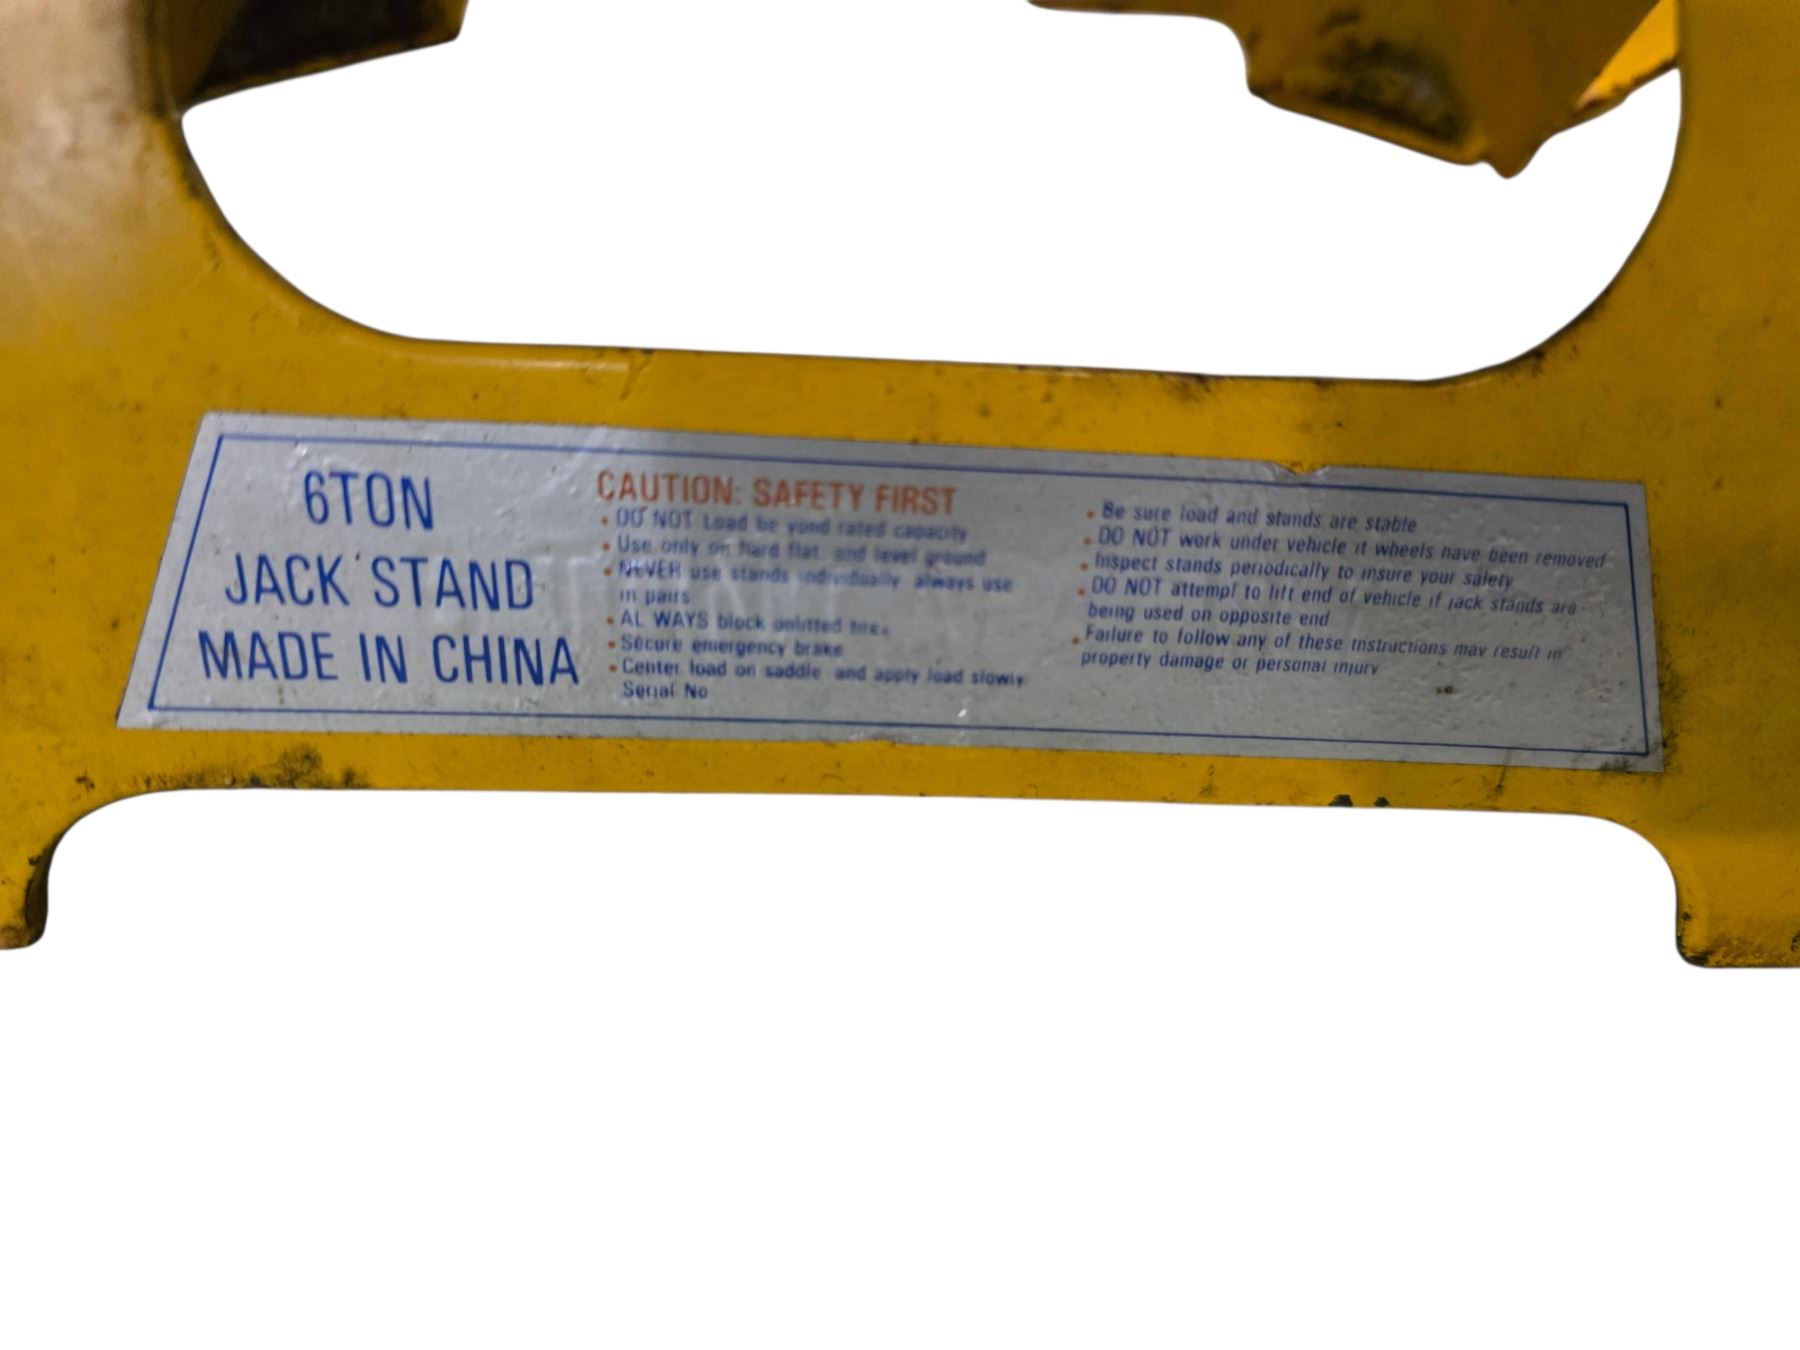 6TON
JACK STAND
MADE IN CHINA
CAUTION: SAFETY FIRST
• DO NOT Load be yond rated capacity
• Use only on hard flat and level ground
• NEVER use stands individually always use
in pairs
• AL WAYS block tire.
• Secure emergency brake
• Center load on saddle and apply load slowly
Serial No
• Be sure load and stands are stable
• DO NOT work under vehicle it wheels have been removed
• Inspect stands periodically to insure your safety
• DO NOT attempt to lift end of vehicle if jack stands are
being used on opposite end
• Failure to follow any of these instructions may result in
property damage or personal injury